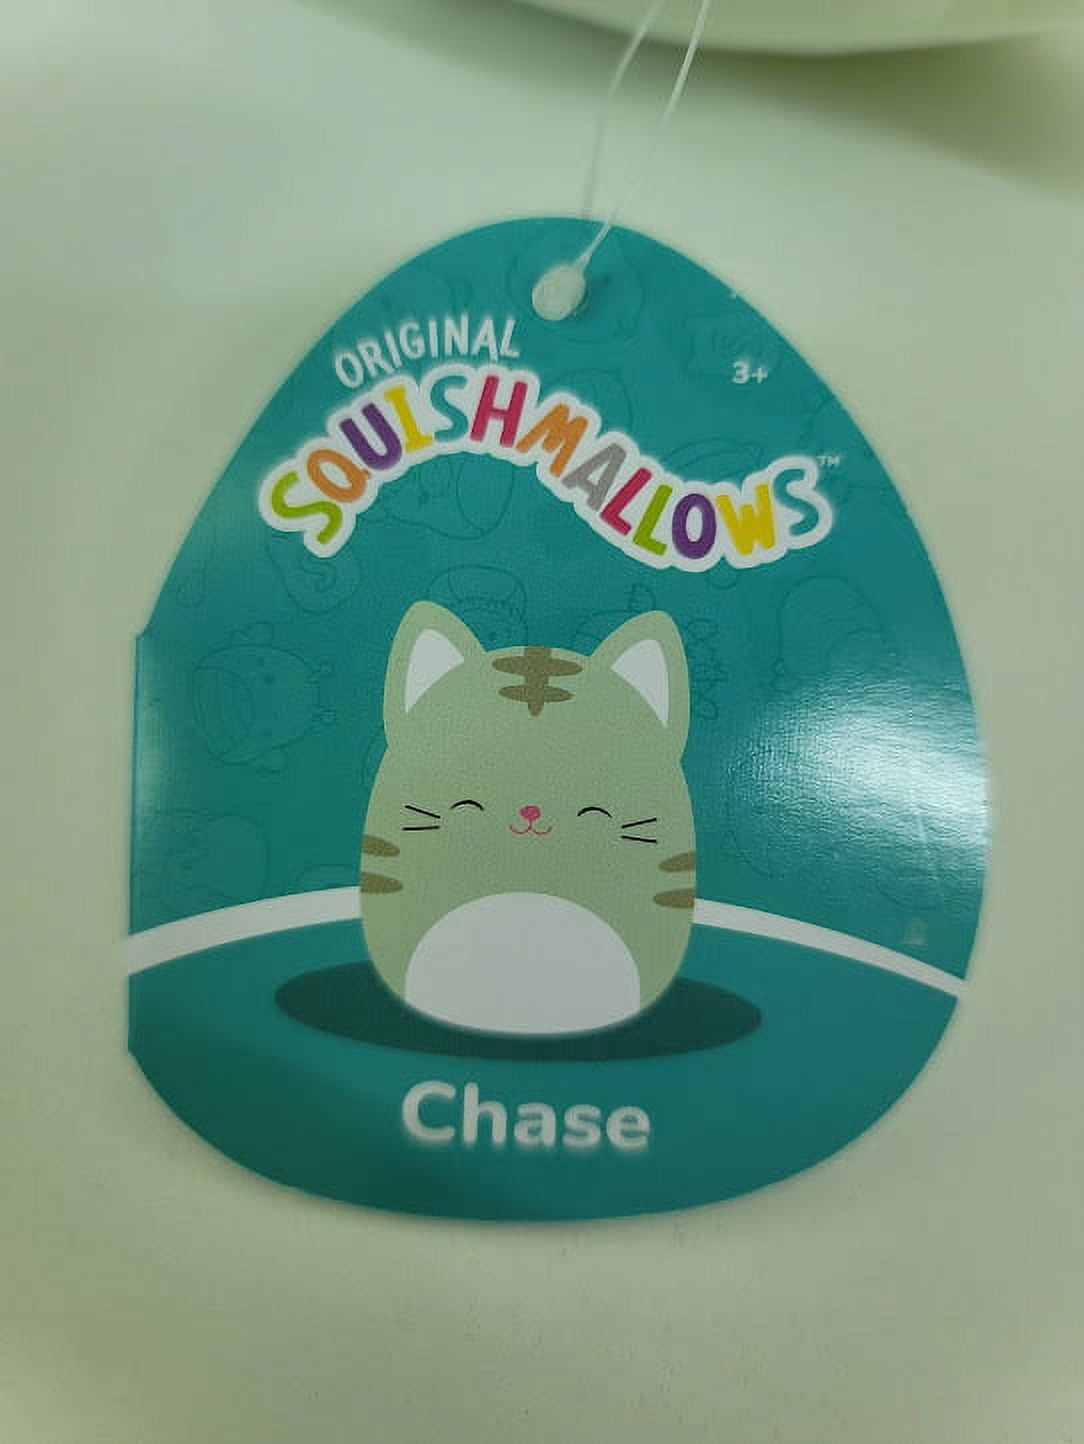 ORIGINAL
3+
SQUISHMALLOWS™
Chase